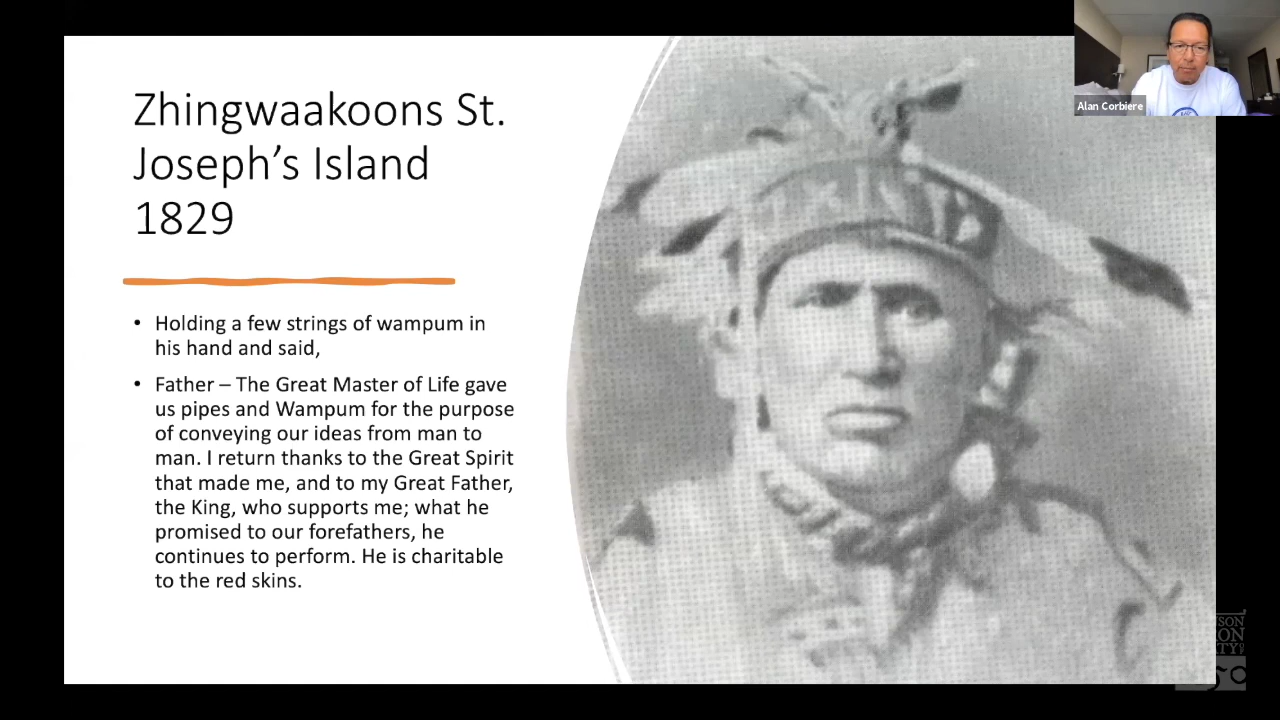 Zhingwaakoons St.
Joseph’s Island
1829
• Holding a few strings of wampum in
his hand and said,
• Father – The Great Master of Life gave
us pipes and Wampum for the purpose
of conveying our ideas from man to
man. I return thanks to the Great Spirit
that made me, and to my Great Father,
the King, who supports me; what he
promised to our forefathers, he
continues to perform. He is charitable
to the red skins.
Alan Corbiere